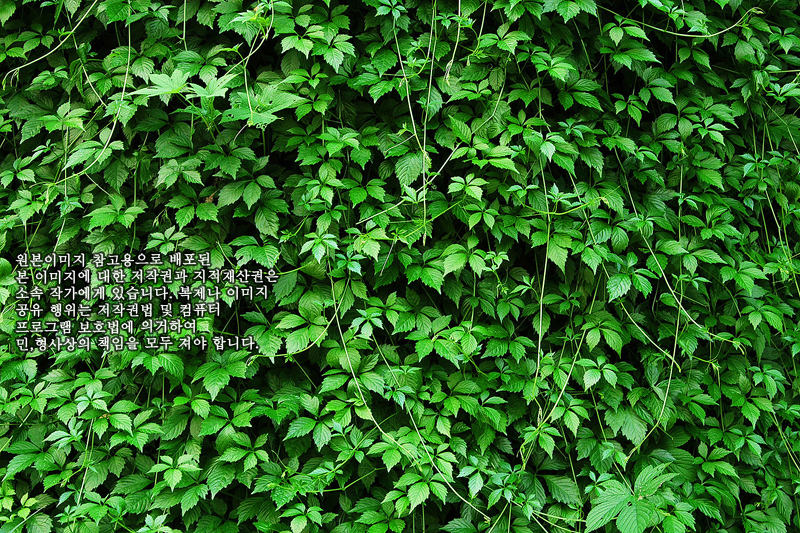 원본이미지 참고용으로 배포된
본 이미지에 대한 저작권과 지적재산권은
소속 작가에게 있습니다. 복제나 이미지
공유 행위는 저작권법 및 컴퓨터
프로그램 보호법에 의거하여
민,형사상의 책임을 모두 져야 합니다.